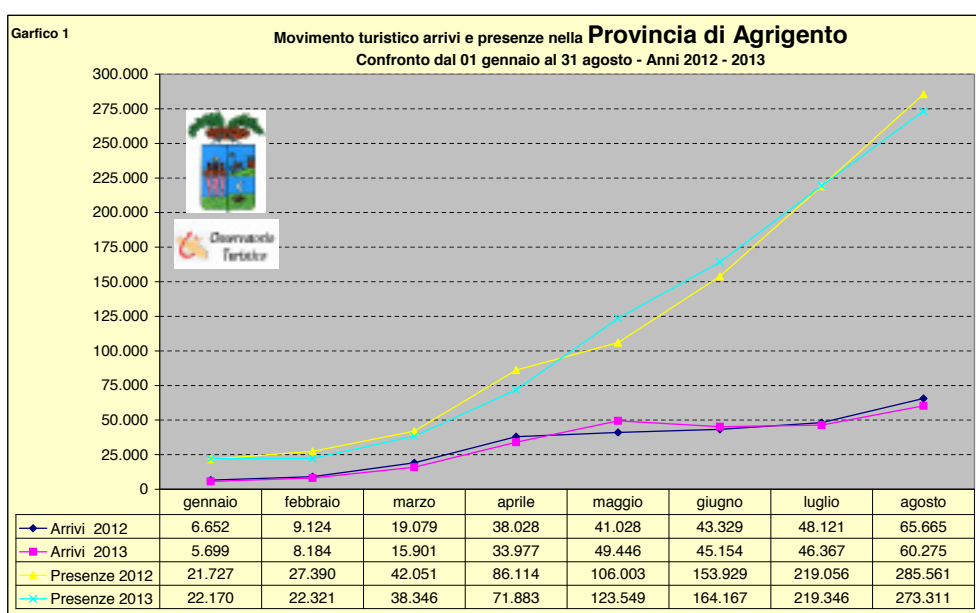 Garfico 1
Movimento turistico arrivi e presenze nella Provincia di Agrigento
Confronto dal 01 gennaio al 31 agosto - Anni 2012 - 2013
300.000
275.000
250.000
225.000
200.000
175.000
150.000
125.000
100.000
75.000
50.000
25.000
0
Osservatorio
Turistico
gennaio febbraio marzo aprile maggio giugno luglio agosto
Arrivi 2012 6.652 9.124 19.079 38.028 41.028 43.329 48.121 65.665
Arrivi 2013 5.699 8.184 15.901 33.977 49.446 45.154 46.367 60.275
Presenze 2012 21.727 27.390 42.051 86.114 106.003 153.929 219.056 285.561
Presenze 2013 22.170 22.321 38.346 71.883 123.549 164.167 219.346 273.311